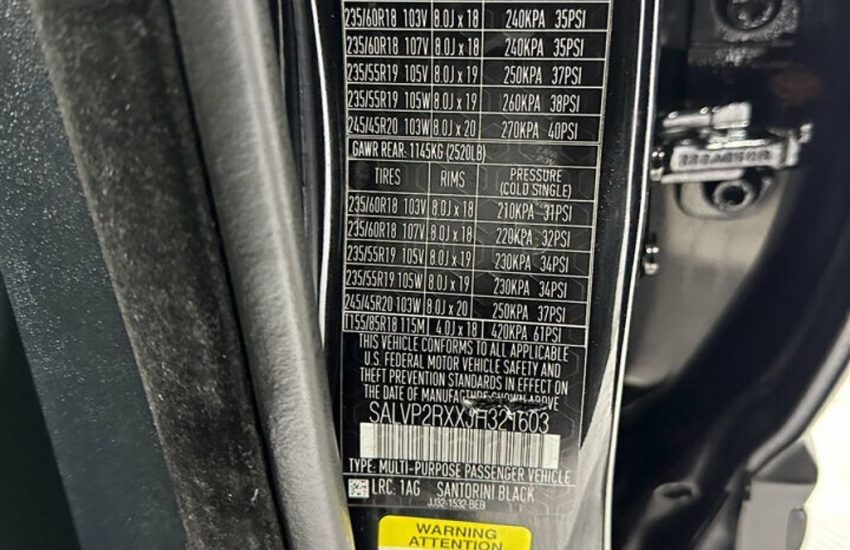 235/60R18 103V 8.0J x 18 240KPA 35PSI
235/60R18 107V 8.0J x 18 240KPA 35PSI
235/55R19 105V 8.0J x 19 250KPA 37PSI
235/55R19 105W 8.0J x 19 260KPA 38PSI
245/45R20 103W 8.0J x 20 270KPA 40PSI
GAWR REAR: 1145KG (2520LB)
TIRES RIMS PRESSURE (COLD SINGLE)
235/60R18 103V 8.0J x 18 210KPA 31PSI
235/60R18 107V 8.0J x 18 220KPA 32PSI
235/55R19 105V 8.0J x 19 230KPA 34PSI
235/55R19 105W 8.0J x 19 230KPA 34PSI
245/45R20 103W 8.0J x 20 250KPA 37PSI
T155/85R18 115M 4.0J x 18 420KPA 61PSI
THIS VEHICLE CONFORMS TO ALL APPLICABLE
U.S. FEDERAL MOTOR VEHICLE SAFETY AND
THEFT PREVENTION STANDARDS IN EFFECT ON
THE DATE OF MANUFACTURE SHOWN ABOVE
SALVP2RXXJH321603
TYPE: MULTI-PURPOSE PASSENGER VEHICLE
LRC: 1AG SANTORINI BLACK
JJ32-1532-BEB
WARNING
ATTENTION